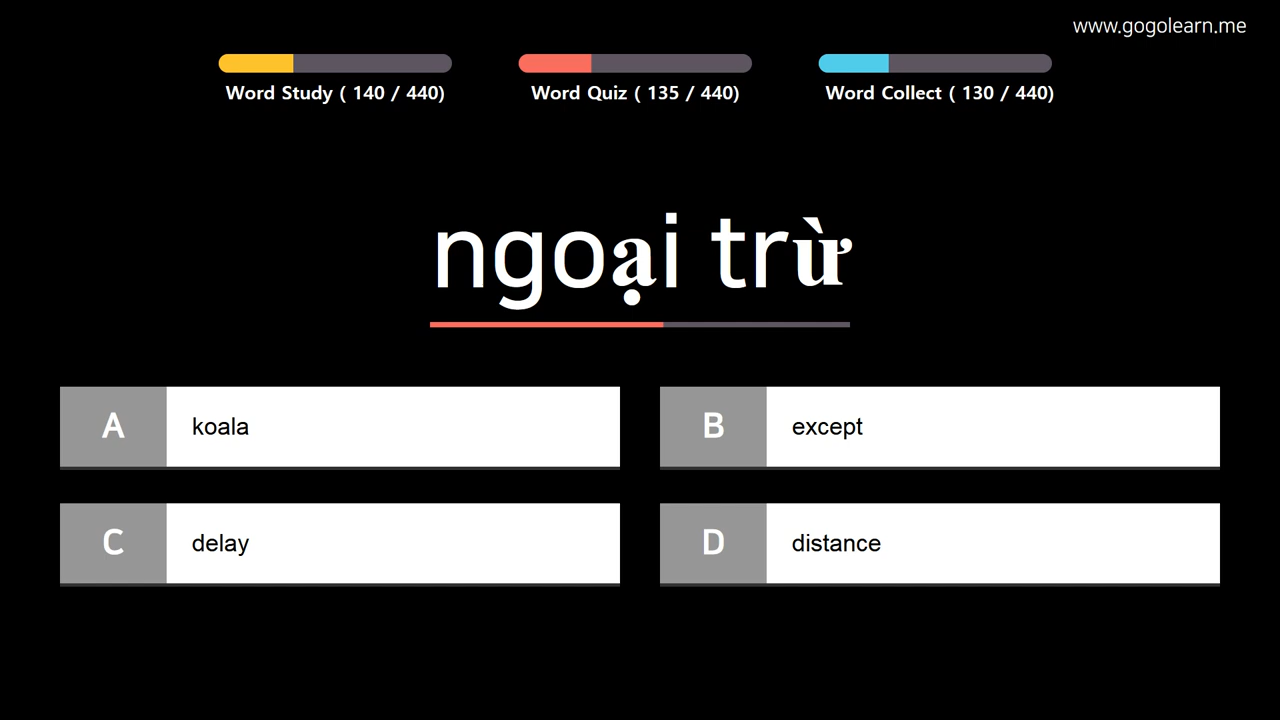 www.gogolearn.me
Word Study ( 140 / 440)
Word Quiz ( 135 / 440)
Word Collect ( 130 / 440)
ngoại trừ
A koala
B except
C delay
D distance